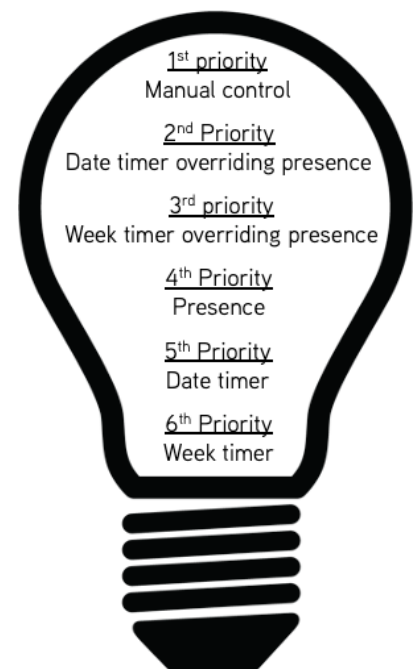 1st priority
Manual control
2nd Priority
Date timer overriding presence
3rd priority
Week timer overriding presence
4th Priority
Presence
5th Priority
Date timer
6th Priority
Week timer